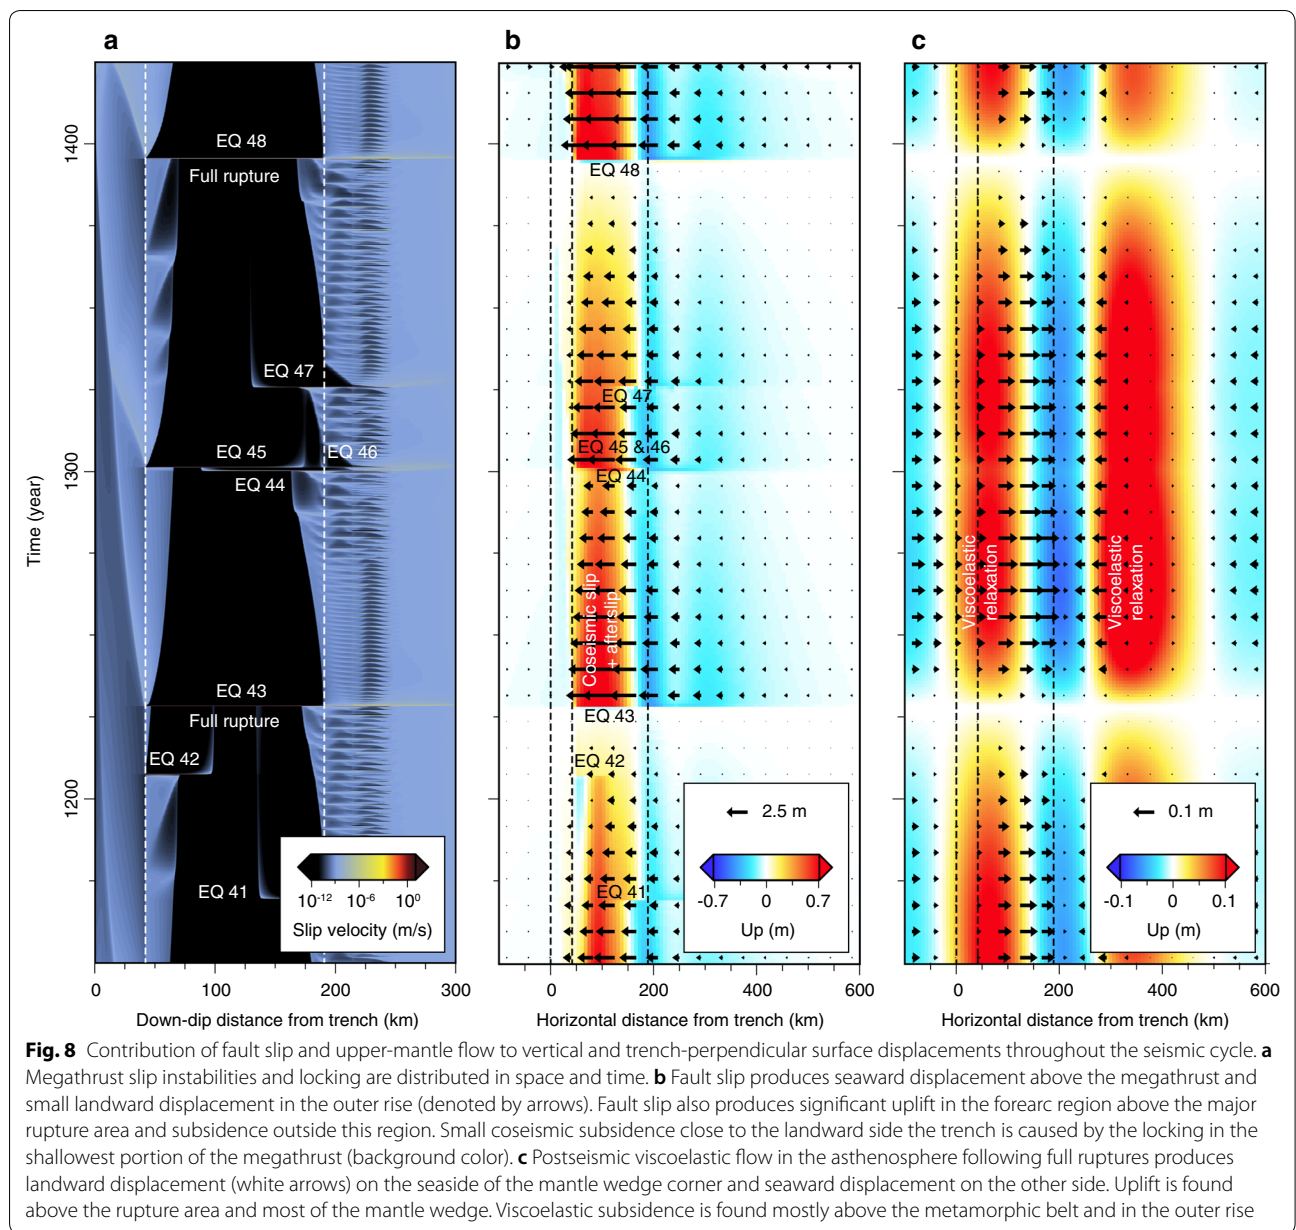 a
b
c
Time (year)
1400
1300
1200
EQ 48
Full rupture
EQ 47
EQ 45
EQ 46
EQ 44
EQ 43
Full rupture
EQ 42
EQ 41
10⁻¹² 10⁻⁶ 10⁰
Slip velocity (m/s)
0 100 200 300
Down-dip distance from trench (km)
EQ 48
EQ 47
EQ 45 & 46
EQ 44
Coseismic slip
+ afterslip
EQ 43
EQ 42
EQ 41
2.5 m
-0.7 0 0.7
Up (m)
0 200 400 600
Horizontal distance from trench (km)
Viscoelastic
relaxation
Viscoelastic
relaxation
0.1 m
-0.1 0 0.1
Up (m)
0 200 400 600
Horizontal distance from trench (km)
Fig. 8 Contribution of fault slip and upper-mantle flow to vertical and trench-perpendicular surface displacements throughout the seismic cycle. a
Megathrust slip instabilities and locking are distributed in space and time. b Fault slip produces seaward displacement above the megathrust and
small landward displacement in the outer rise (denoted by arrows). Fault slip also produces significant uplift in the forearc region above the major
rupture area and subsidence outside this region. Small coseismic subsidence close to the landward side the trench is caused by the locking in the
shallowest portion of the megathrust (background color). c Postseismic viscoelastic flow in the asthenosphere following full ruptures produces
landward displacement (white arrows) on the seaside of the mantle wedge corner and seaward displacement on the other side. Uplift is found
above the rupture area and most of the mantle wedge. Viscoelastic subsidence is found mostly above the metamorphic belt and in the outer rise